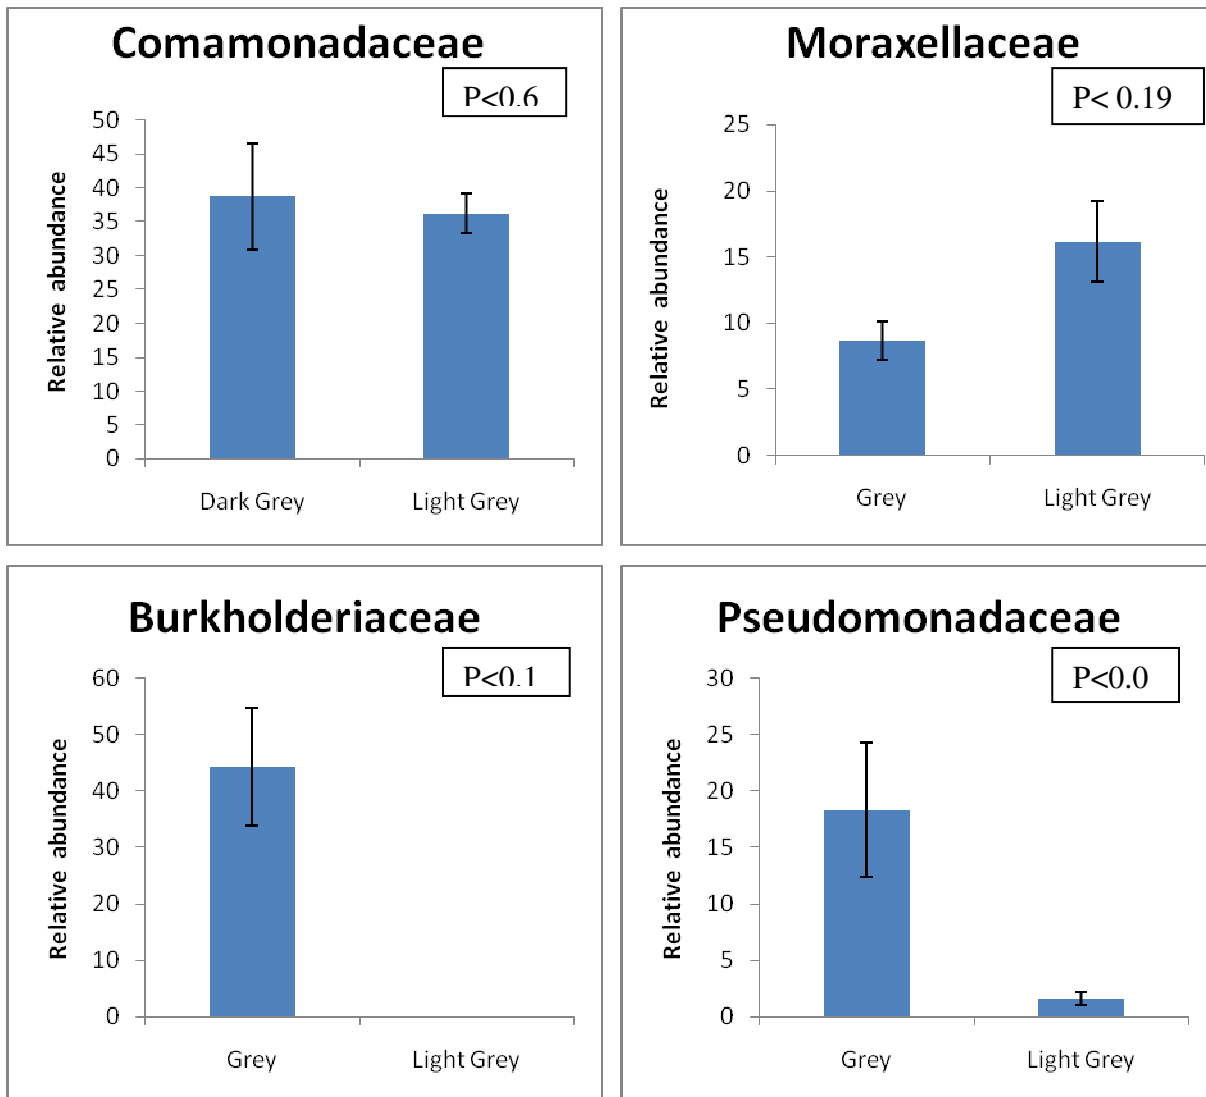 Comamonadaceae
P<0.6
50
45
40
35
30
25
20
15
10
5
0
Relative abundance
Dark Grey Light Grey
Moraxellaceae
P< 0.19
25
20
15
10
5
0
Relative abundance
Grey Light Grey
Burkholderiaceae
P<0.1
60
50
40
30
20
10
0
Relative abundance
Grey Light Grey
Pseudomonadaceae
P<0.0
30
25
20
15
10
5
0
Relative abundance
Grey Light Grey